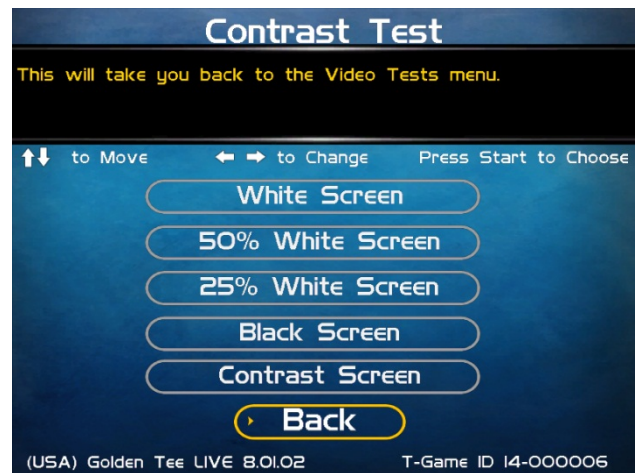 Contrast Test
This will take you back to the Video Tests menu.
to Move to Change Press Start to Choose
White Screen
50% White Screen
25% White Screen
Black Screen
Contrast Screen
Back
(USA) Golden Tee LIVE 8.01.02 T-Game ID 14-000006